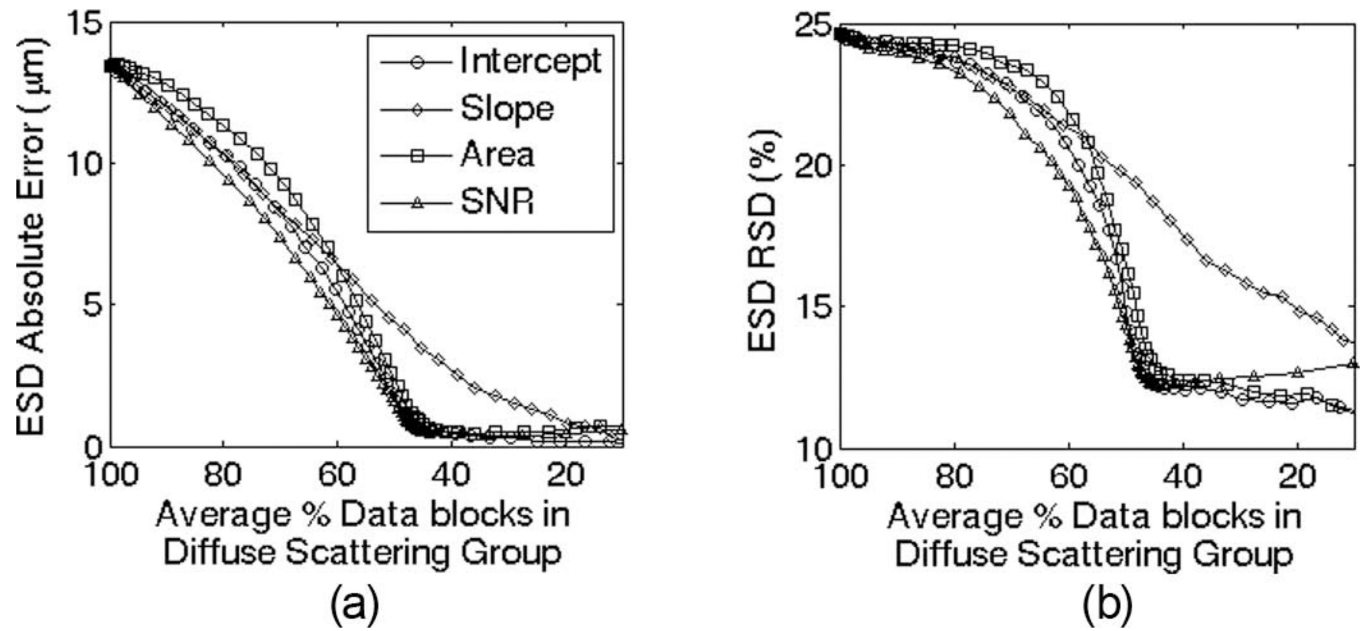 ESD Absolute Error (μm)
15
10
5
0
100 80 60 40 20
Intercept
Slope
Area
SNR
Average % Data blocks in
Diffuse Scattering Group
(a)
ESD RSD (%)
25
20
15
10
100 80 60 40 20
Average % Data blocks in
Diffuse Scattering Group
(b)